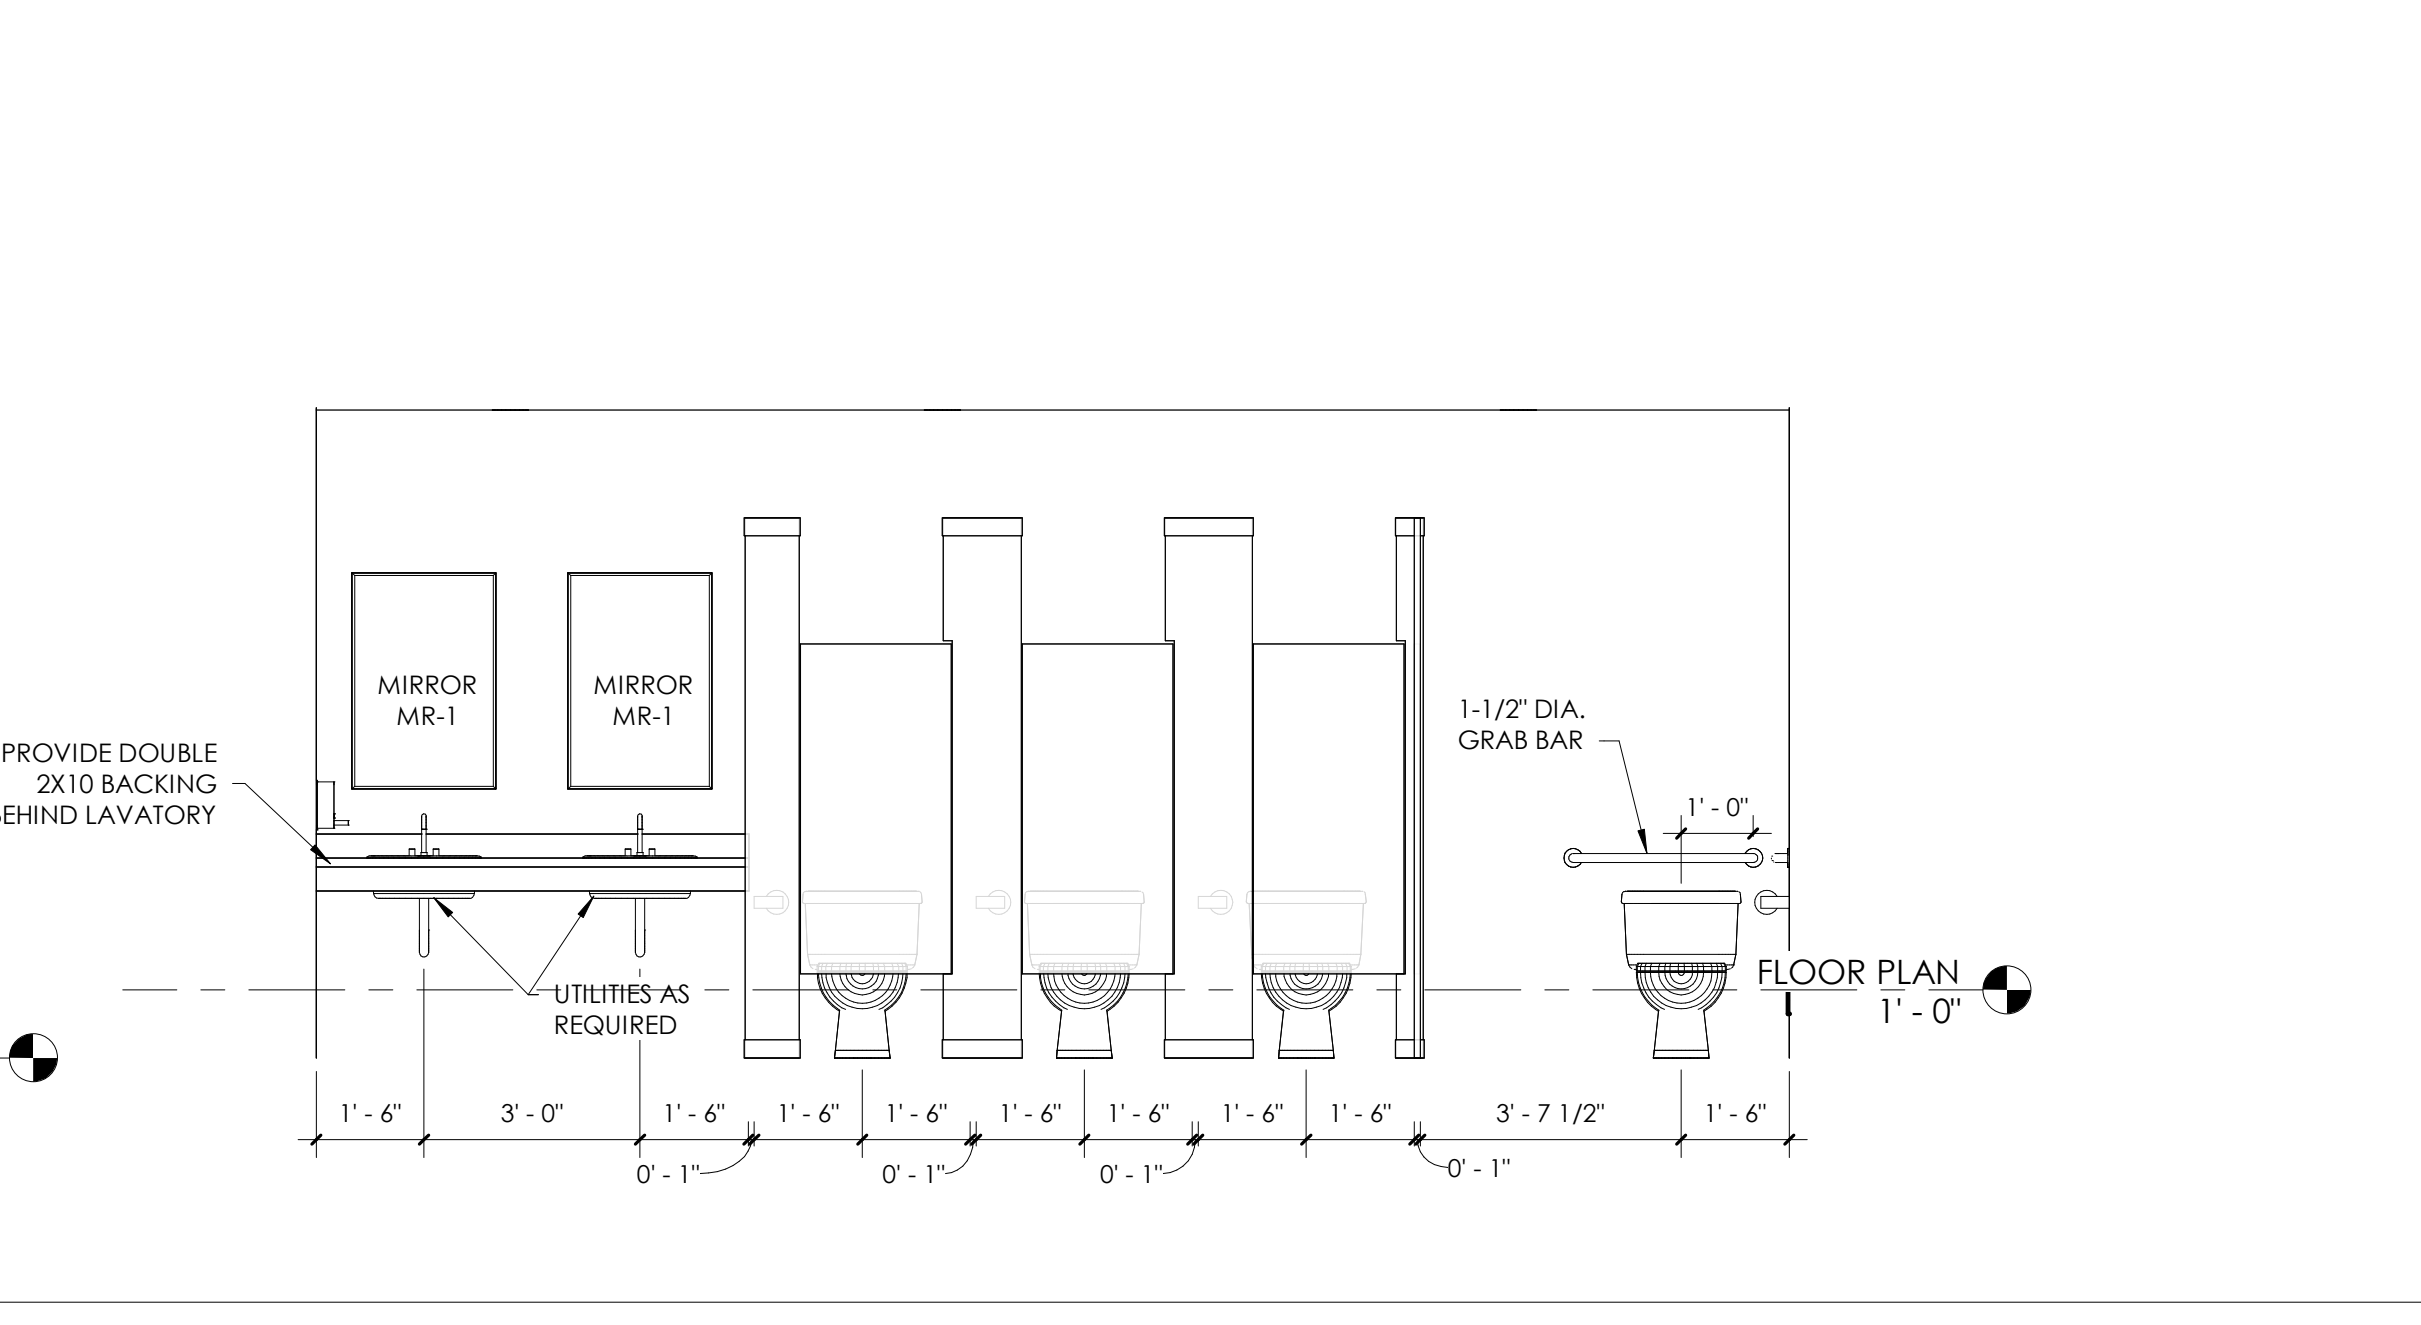 MIRROR
MR-1
MIRROR
MR-1
PROVIDE DOUBLE
2X10 BACKING
LAVATORY
1-1/2" DIA.
GRAB BAR
1' - 0"
FLOOR PLAN
1' - 0"
UTILITIES AS
REQUIRED
1' - 6" 3' - 0" 1' - 6" 1' - 6" 1' - 6" 1' - 6" 1' - 6" 1' - 6" 1' - 6" 3' - 7 1/2" 1' - 6"
0' - 1" 0' - 1" 0' - 1" 0' - 1"